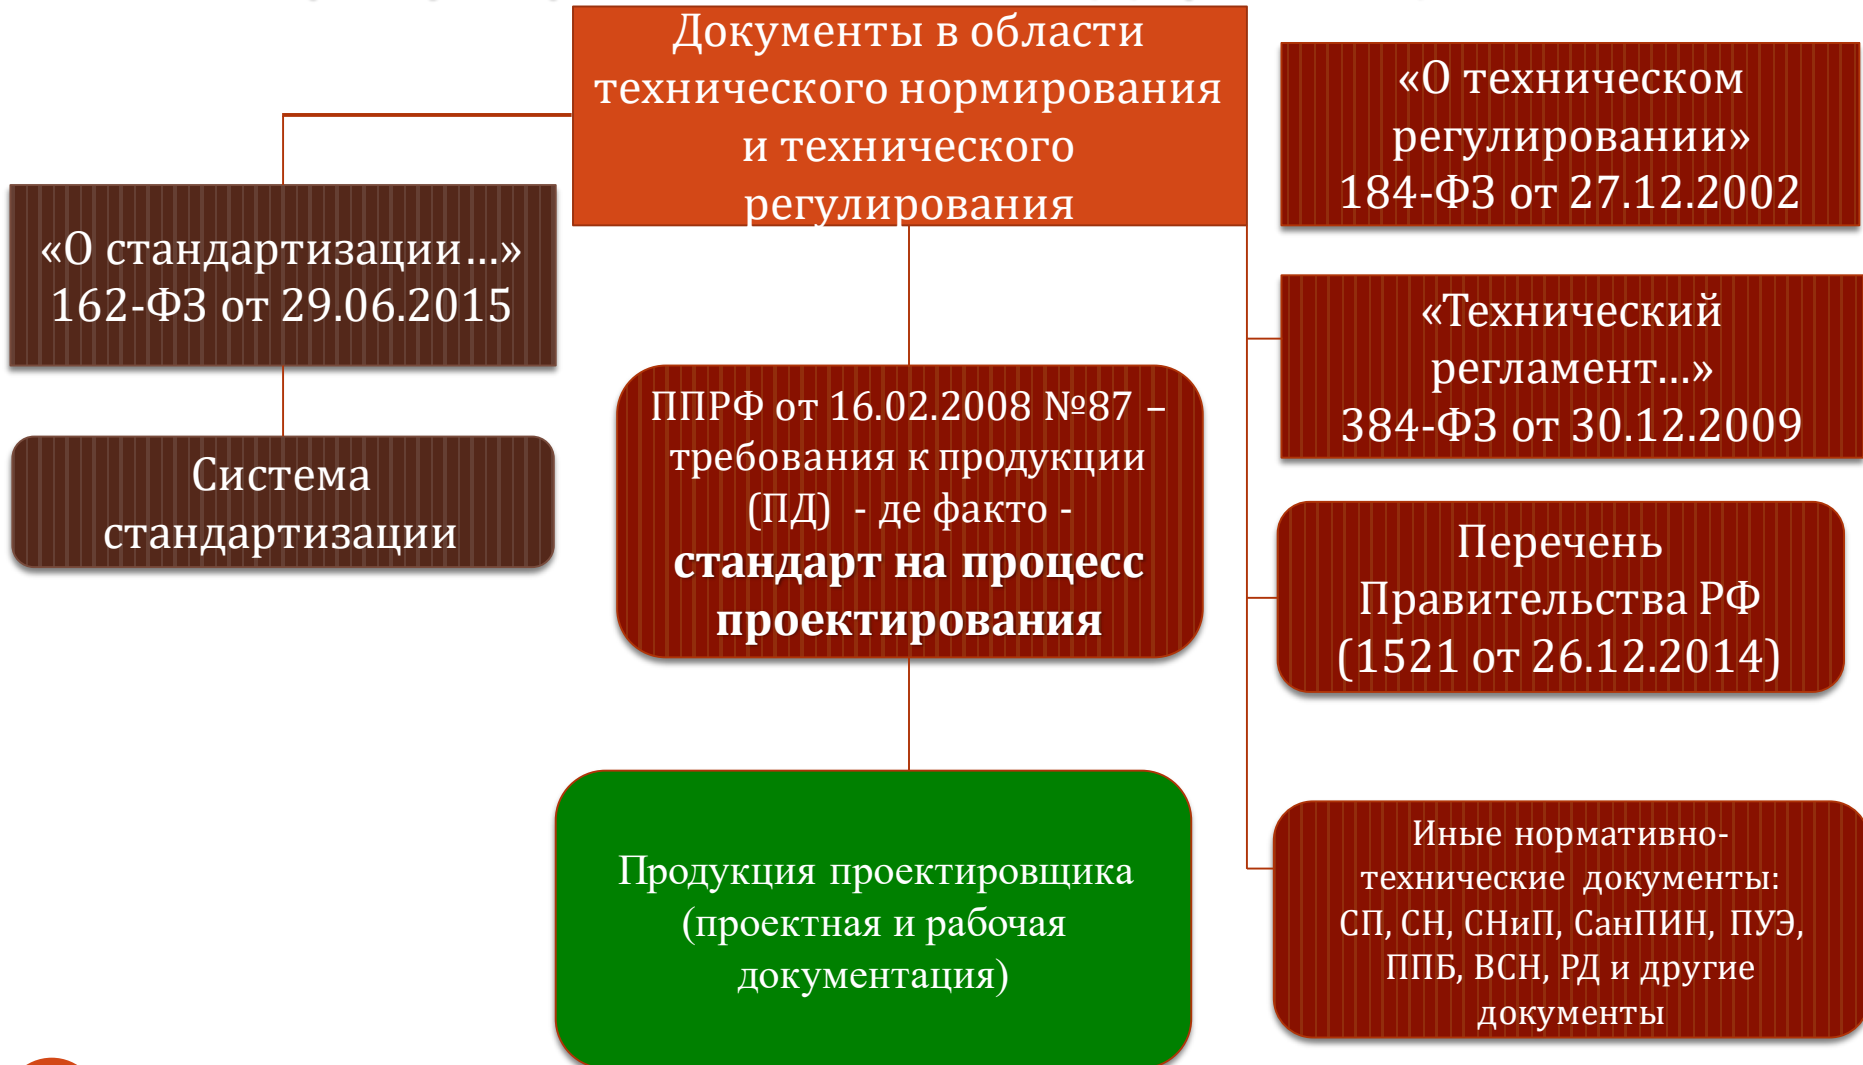 Документы в области
технического нормирования
и технического
регулирования
«О стандартизации…»
162-ФЗ от 29.06.2015
Система
стандартизации
ППРФ от 16.02.2008 №87 –
требования к продукции
(ПД) - де факто -
стандарт на процесс
проектирования
Продукция проектировщика
(проектная и рабочая
документация)
«О техническом
регулировании»
184-ФЗ от 27.12.2002
«Технический
регламент…»
384-ФЗ от 30.12.2009
Перечень
Правительства РФ
(1521 от 26.12.2014)
Иные нормативно-
технические документы:
СП, СН, СНиП, СанПИН, ПУЭ,
ППБ, ВСН, РД и другие
документы